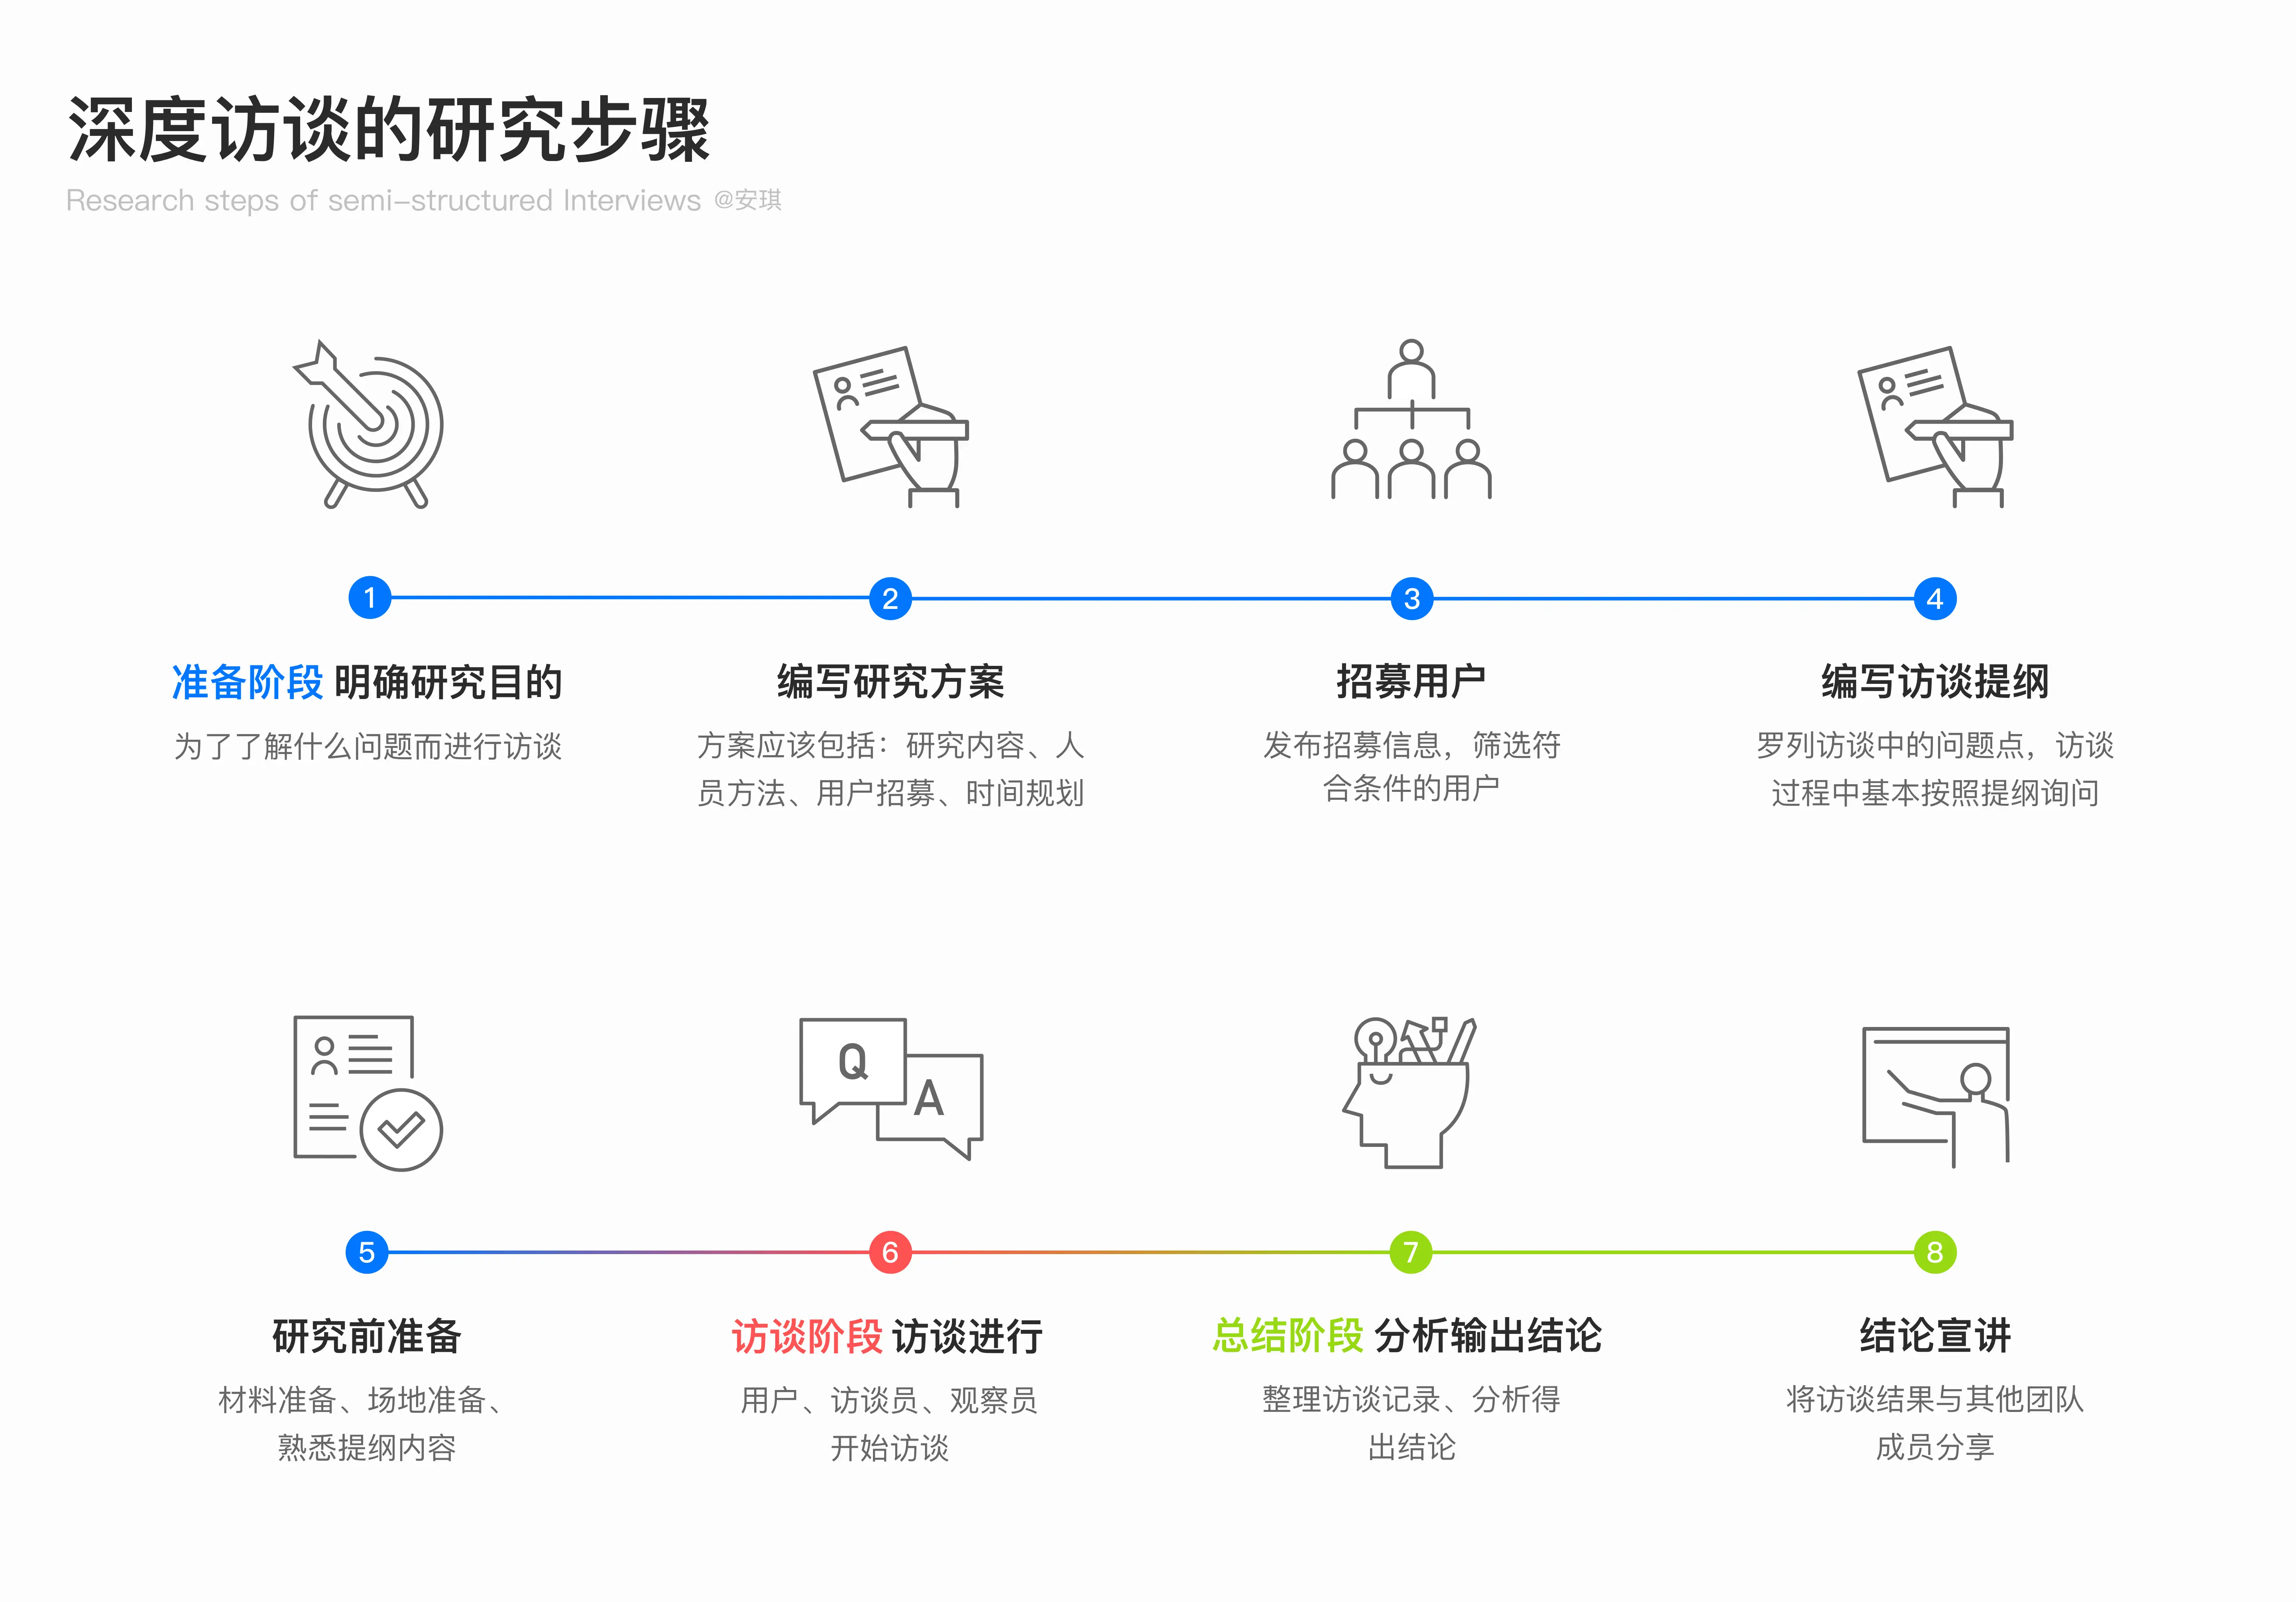 深度访谈的研究步骤
Research steps of semi-structured Interviews @安琪
1
2
3
4
准备阶段 明确研究目的
编写研究方案
招募用户
编写访谈提纲
为了了解什么问题而进行访谈
方案应该包括：研究内容、人
员方法、用户招募、时间规划
发布招募信息，筛选符
合条件的用户
罗列访谈中的问题点，访谈
过程中基本按照提纲询问
Q
A
5
6
7
8
研究前准备
访谈阶段 访谈进行
总结阶段 分析输出结论
结论宣讲
材料准备、场地准备、
熟悉提纲内容
用户、访谈员、观察员
开始访谈
整理访谈记录、分析得
出结论
将访谈结果与其他团队
成员分享